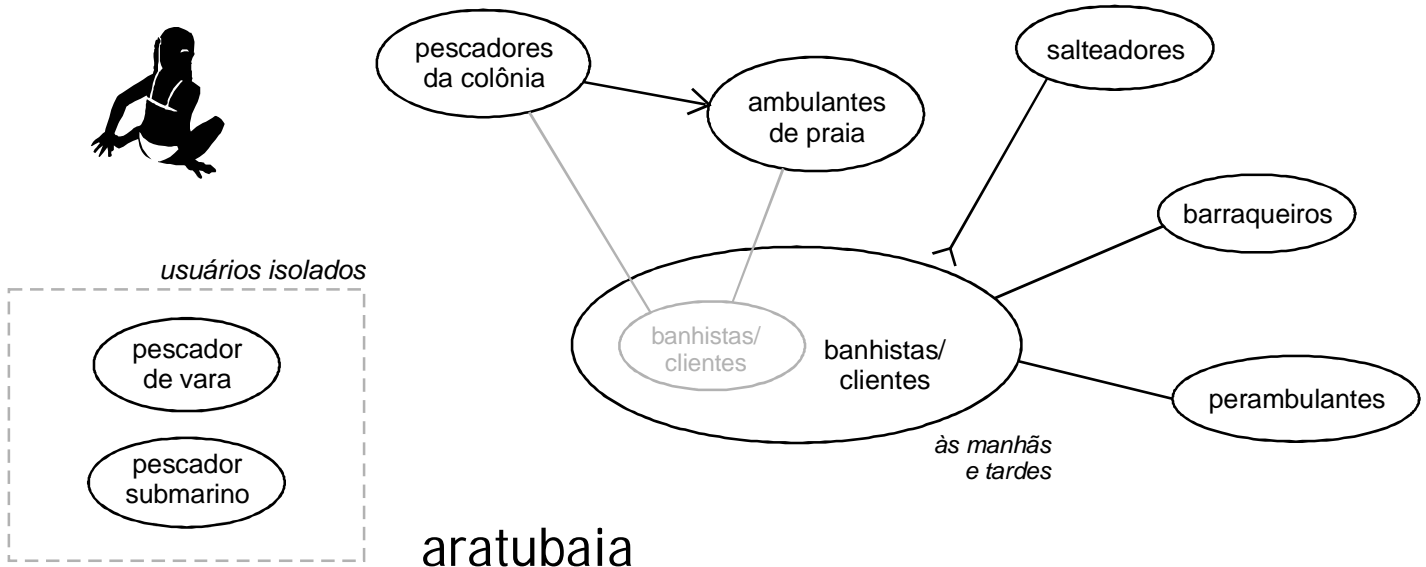 pescadores
da colônia
salteadores
ambulantes
de praia
barraqueiros
usuários isolados
pescador
de vara
banhistas/
clientes
banhistas/
clientes
perambulantes
às manhãs
e tardes
pescador
submarino
aratubaia